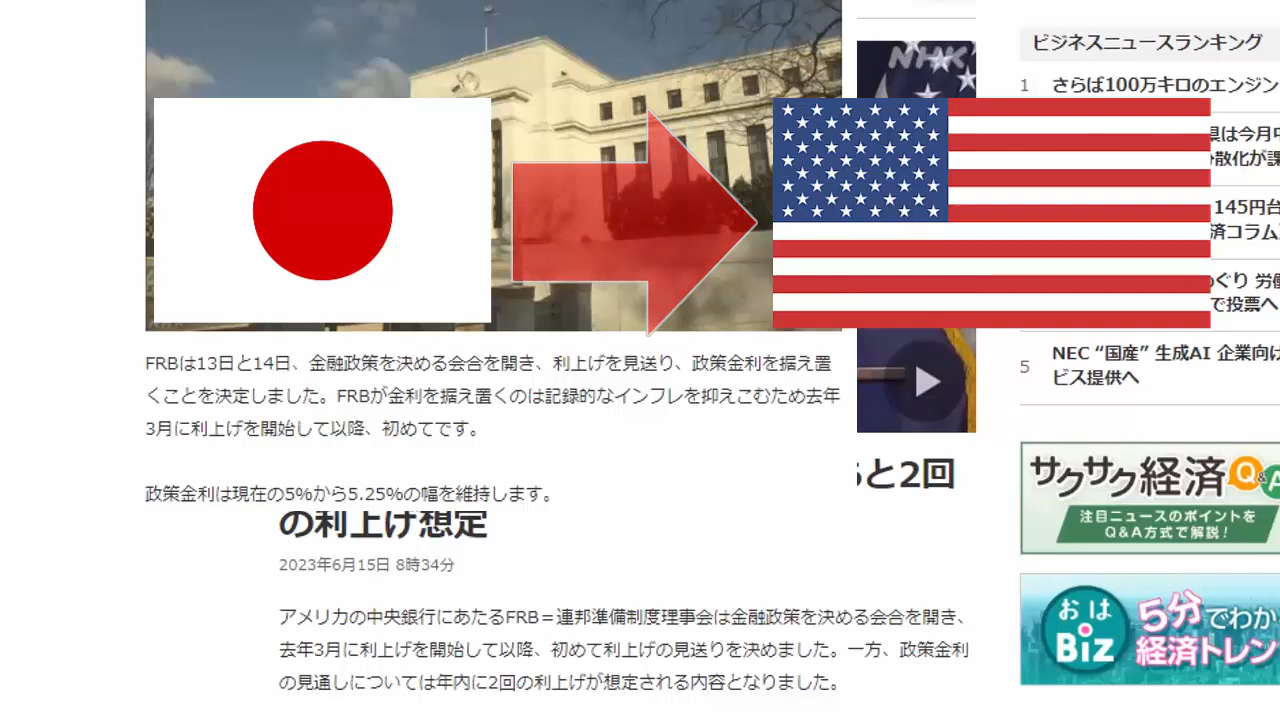 NHK
ビジネスニュースランキング
1 さらば100万キロのエンジン
県は今月中
散化が課
145円台
済コラム
めぐり 労働
で投票へ
5 NEC “国産” 生成AI 企業向け
ビス提供へ
FRBは13日と14日、金融政策を決める会合を開き、利上げを見送り、政策金利を据え置
くことを決定しました。FRBが金利を据え置くのは記録的なインフレを抑えこむため去年
3月に利上げを開始して以降、初めてです。
政策金利は現在の5%から5.25%の幅を維持します。
あと2回
の利上げ想定
2023年6月15日 8時34分
アメリカの中央銀行にあたるFRB＝連邦準備制度理事会は金融政策を決める会合を開き、
去年3月に利上げを開始して以降、初めて利上げの見送りを決めました。一方、政策金利
の見通しについては年内に2回の利上げが想定される内容となりました。
サクサク経済Q&A
注目ニュースのポイントを
Q&A方式で解説！
おはBiz
5分でわか
経済トレン